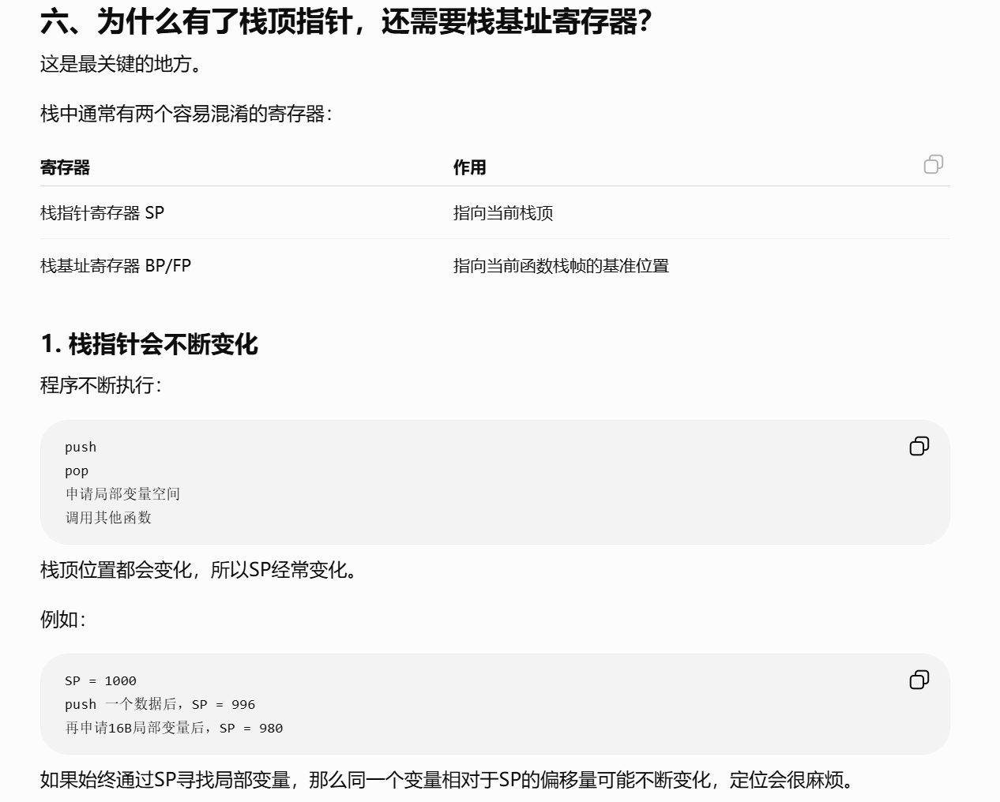 六、为什么有了栈顶指针，还需要栈基址寄存器？
这是最关键的地方。
栈中通常有两个容易混淆的寄存器：
寄存器 作用
栈指针寄存器 SP 指向当前栈顶
栈基址寄存器 BP/FP 指向当前函数栈帧的基准位置
1. 栈指针会不断变化
程序不断执行：
push
pop
申请局部变量空间
调用其他函数
栈顶位置都会变化，所以SP经常变化。
例如：
SP = 1000
push 一个数据后，SP = 996
再申请16B局部变量后，SP = 980
如果始终通过SP寻找局部变量，那么同一个变量相对于SP的偏移量可能不断变化，定位会很麻烦。